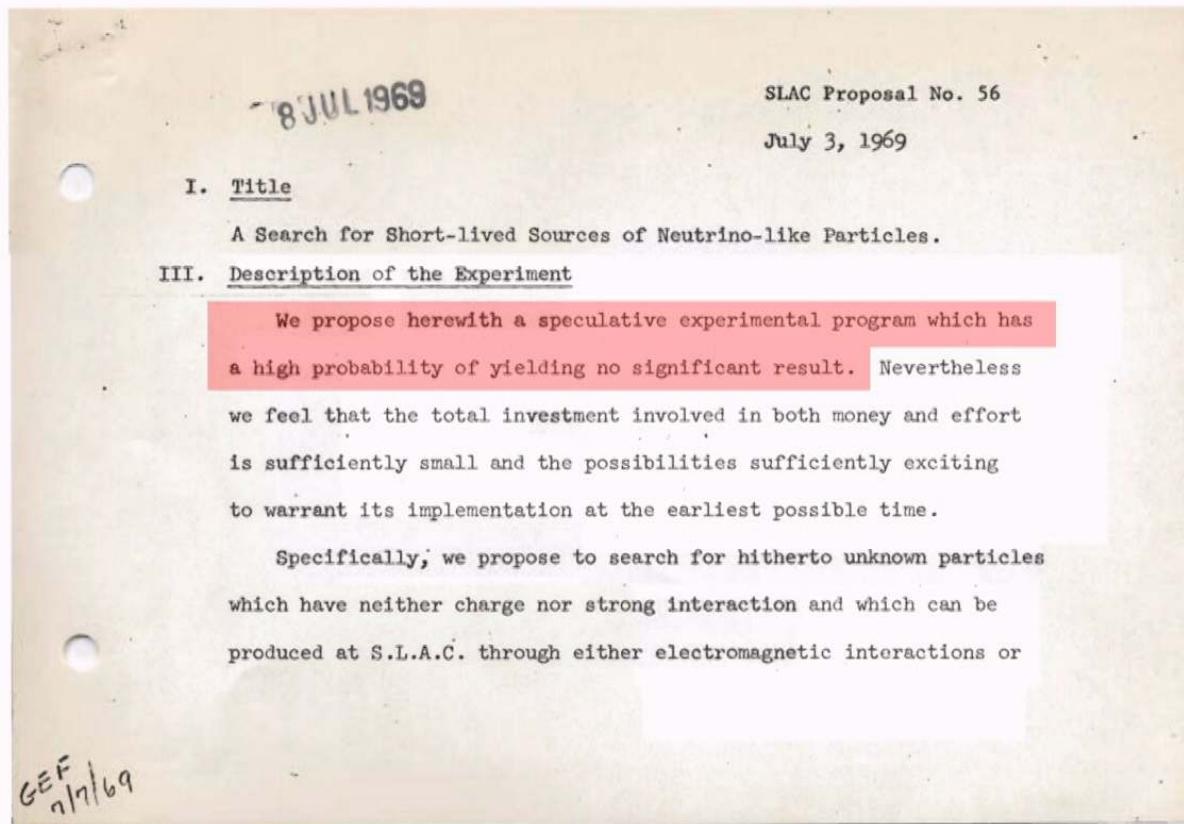 8 JUL 1969
SLAC Proposal No. 56
July 3, 1969
I. Title
A Search for Short-lived Sources of Neutrino-like Particles.
III. Description of the Experiment
We propose herewith a speculative experimental program which has
a high probability of yielding no significant result. Nevertheless
we feel that the total investment involved in both money and effort
is sufficiently small and the possibilities sufficiently exciting
to warrant its implementation at the earliest possible time.
Specifically, we propose to search for hitherto unknown particles
which have neither charge nor strong interaction and which can be
produced at S.L.A.C. through either electromagnetic interactions or
GEF
7/7/69